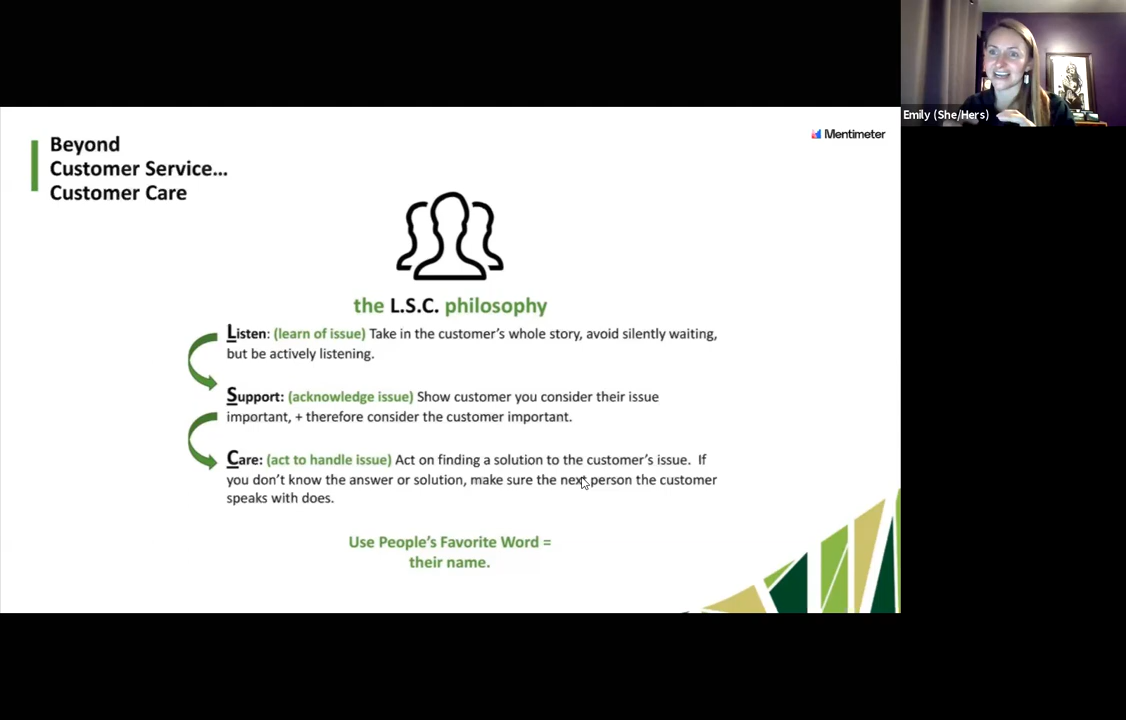 Emily (She/Hers)
Beyond
Customer Service...
Customer Care
Mentimeter
the L.S.C. philosophy
Listen: (learn of issue) Take in the customer's whole story, avoid silently waiting,
but be actively listening.
Support: (acknowledge issue) Show customer you consider their issue
important, + therefore consider the customer important.
Care: (act to handle issue) Act on finding a solution to the customer's issue. If
you don't know the answer or solution, make sure the next person the customer
speaks with does.
Use People's Favorite Word =
their name.